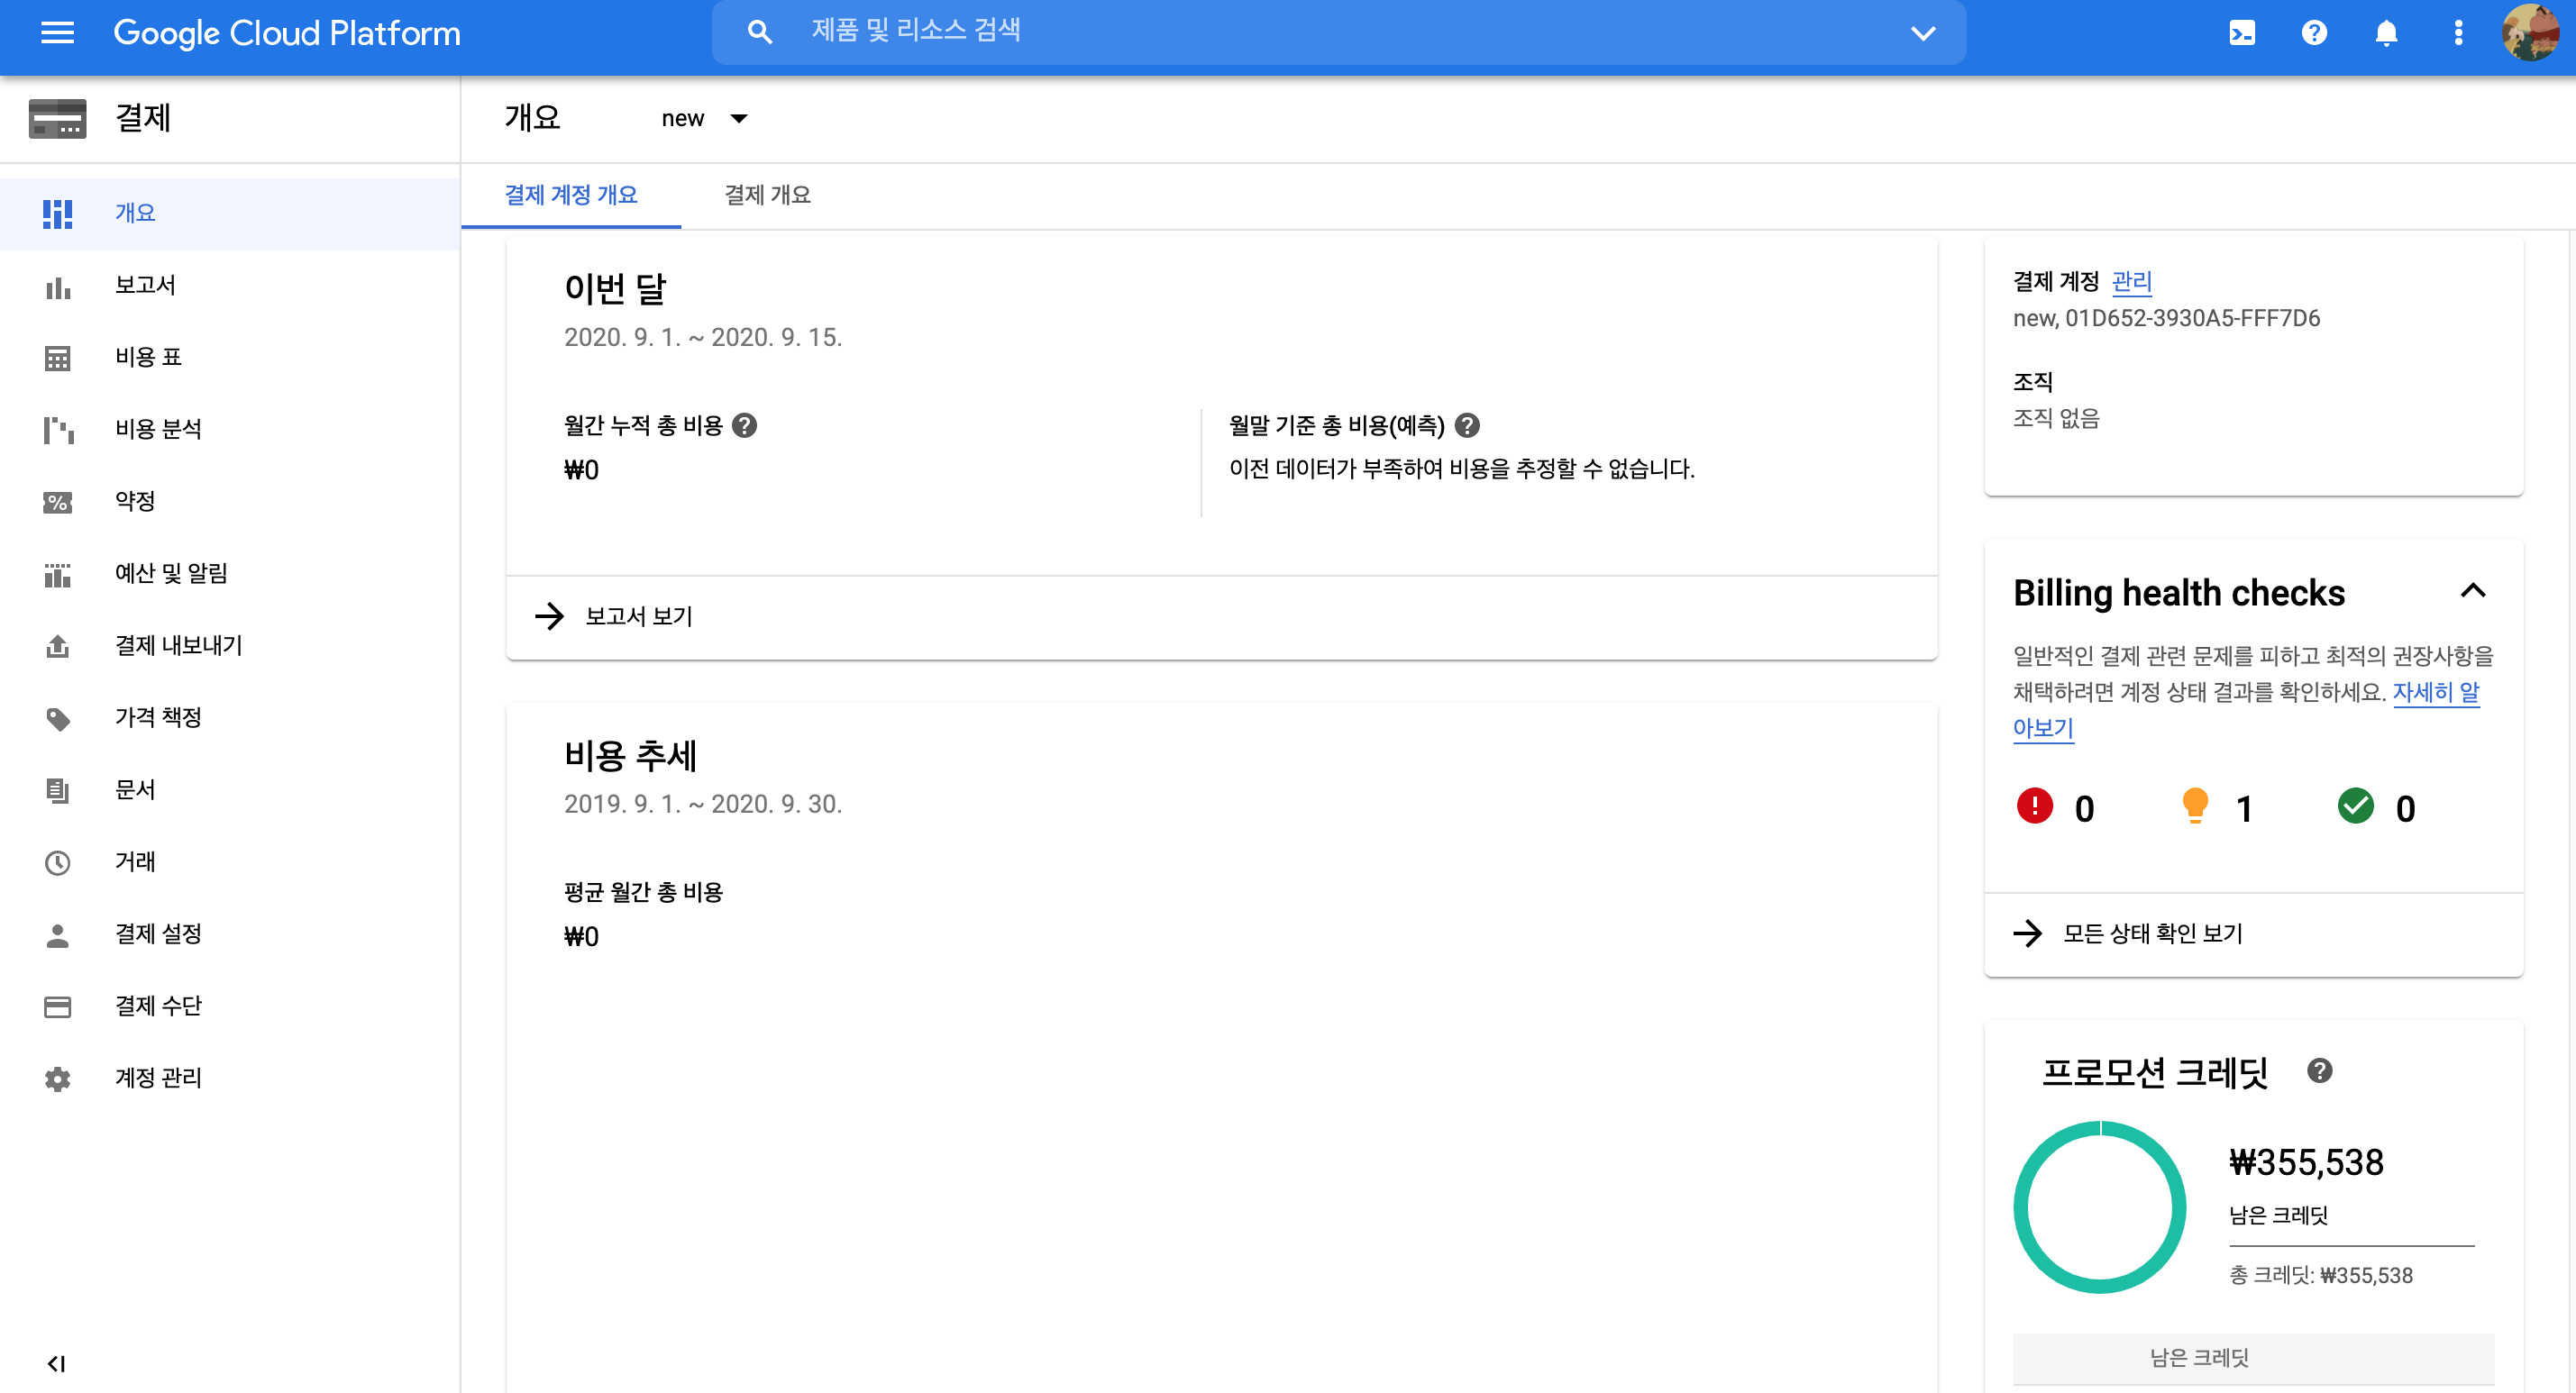 Google Cloud Platform
제품 및 리소스 검색
결제
개요
new
결제 계정 개요
결제 개요
개요
보고서
비용 표
비용 분석
약정
예산 및 알림
결제 내보내기
가격 책정
문서
거래
결제 설정
결제 수단
계정 관리
이번 달
2020. 9. 1. ~ 2020. 9. 15.
월간 누적 총 비용
₩0
월말 기준 총 비용(예측)
이전 데이터가 부족하여 비용을 추정할 수 없습니다.
보고서 보기
비용 추세
2019. 9. 1. ~ 2020. 9. 30.
평균 월간 총 비용
₩0
결제 계정 관리
new, 01D652-3930A5-FFF7D6
조직
조직 없음
Billing health checks
일반적인 결제 관련 문제를 피하고 최적의 권장사항을
채택하려면 계정 상태 결과를 확인하세요. 자세히 알
아보기
0 1 0
모든 상태 확인 보기
프로모션 크레딧
₩355,538
남은 크레딧
총 크레딧: ₩355,538
남은 크레딧